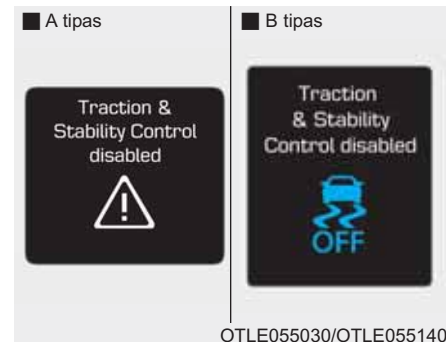 A tipas
Traction &
Stability Control
disabled
B tipas
Traction
& Stability
Control disabled
OFF
OTLE055030/OTLE055140